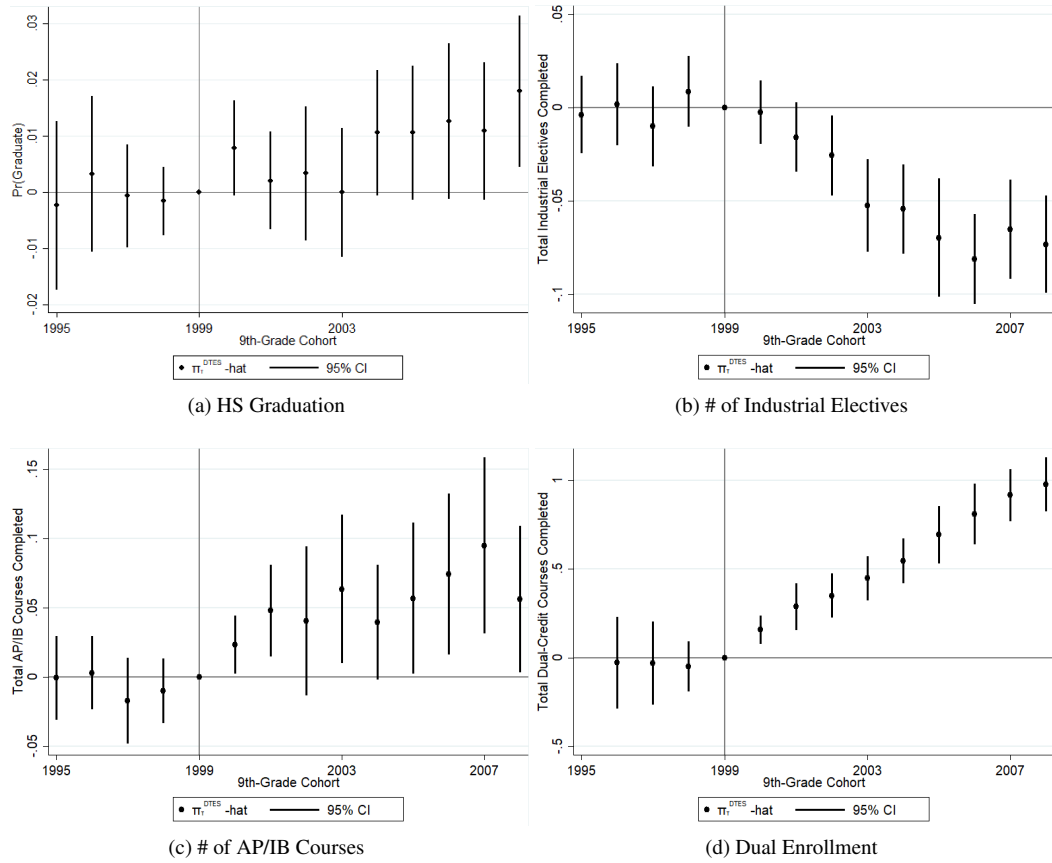 Pr(Graduate)
.03
.02
.01
0
-.01
-.02
1995 1999 2003
9th-Grade Cohort
πτ^DTES -hat 95% CI
(a) HS Graduation
Total Industrial Electives Completed
.05
0
-.05
-.1
1995 1999 2003 2007
9th-Grade Cohort
πτ^DTES -hat 95% CI
(b) # of Industrial Electives
Total AP/IB Courses Completed
.15
.1
.05
0
-.05
1995 1999 2003 2007
9th-Grade Cohort
πτ^DTES -hat 95% CI
(c) # of AP/IB Courses
Total Dual-Credit Courses Completed
1
.5
0
-.5
1995 1999 2003 2007
9th-Grade Cohort
πτ^DTES -hat 95% CI
(d) Dual Enrollment